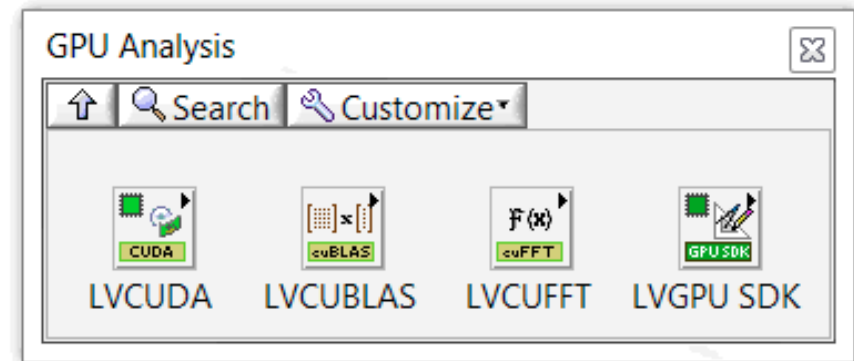 GPU Analysis
Search Customize
[ ] x [ ] F(x)
CUDA cuBLAS cuFFT GPU SDK
LVCUDA LVCUBLAS LVCUFFT LVGPU SDK